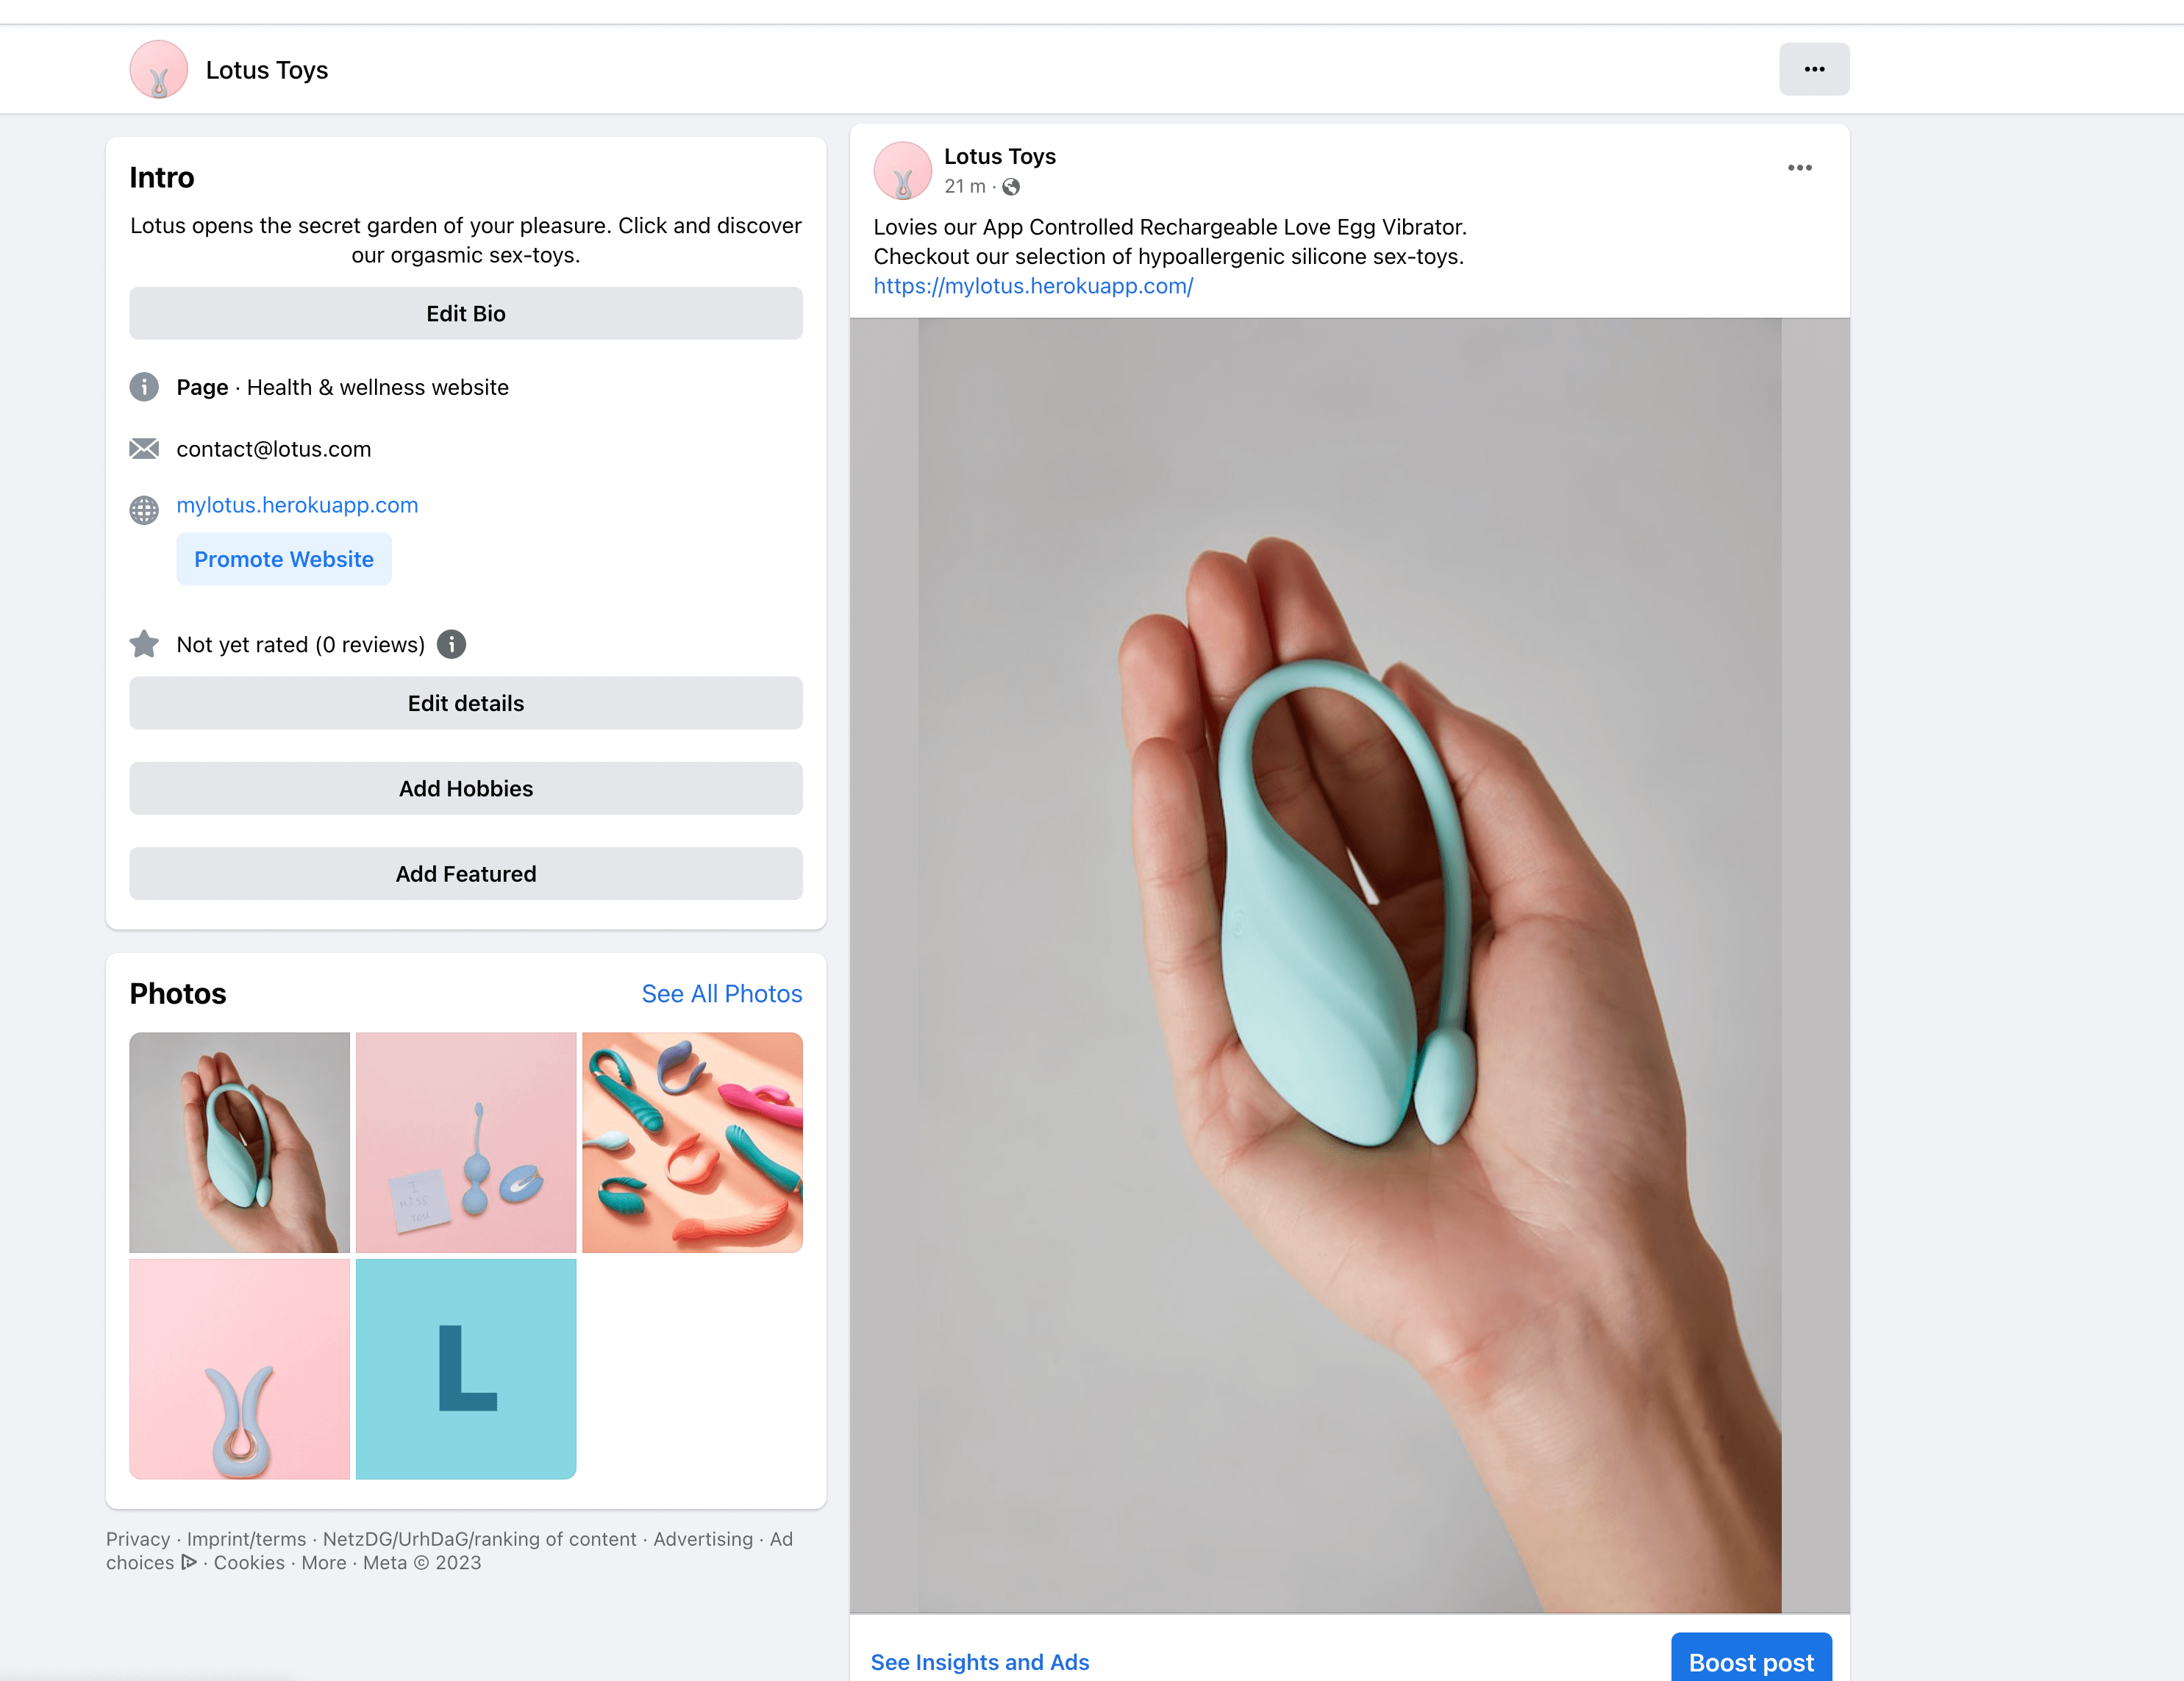 Lotus Toys
Intro
Lotus opens the secret garden of your pleasure. Click and discover
our orgasmic sex-toys.
Edit Bio
Page · Health & wellness website
contact@lotus.com
mylotus.herokuapp.com
Promote Website
Not yet rated (0 reviews)
Edit details
Add Hobbies
Add Featured
Photos
See All Photos
I
MISS
YOU
L
Privacy · Imprint/terms · NetzDG/UrhDaG/ranking of content · Advertising · Ad
choices · Cookies · More · Meta © 2023
Lotus Toys
21 m ·
Lovies our App Controlled Rechargeable Love Egg Vibrator.
Checkout our selection of hypoallergenic silicone sex-toys.
https://mylotus.herokuapp.com/
See Insights and Ads
Boost post